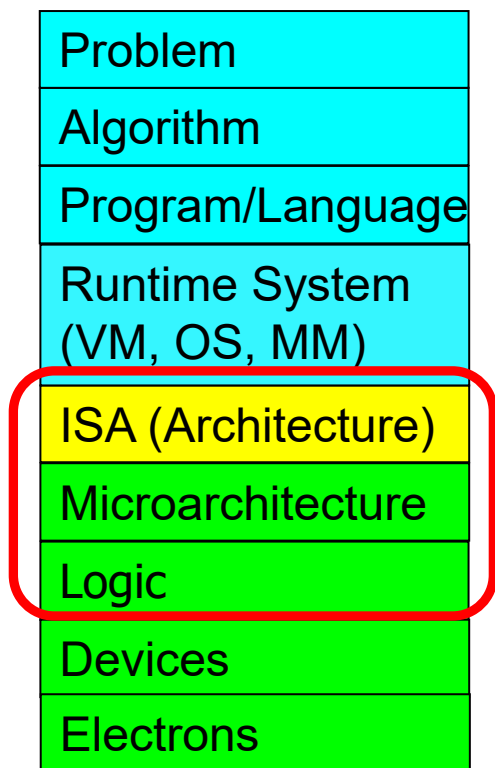 Problem
Algorithm
Program/Language
Runtime System
(VM, OS, MM)
ISA (Architecture)
Microarchitecture
Logic
Devices
Electrons